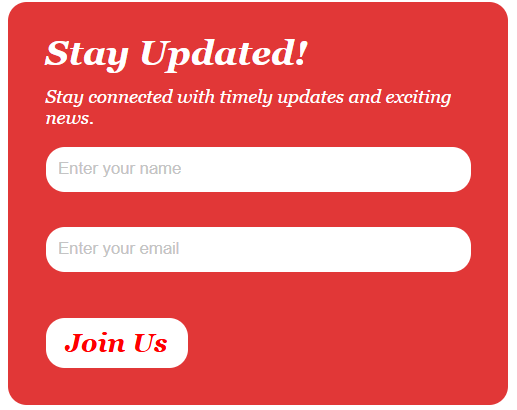 Stay Updated!
Stay connected with timely updates and exciting
news.
Enter your name
Enter your email
Join Us